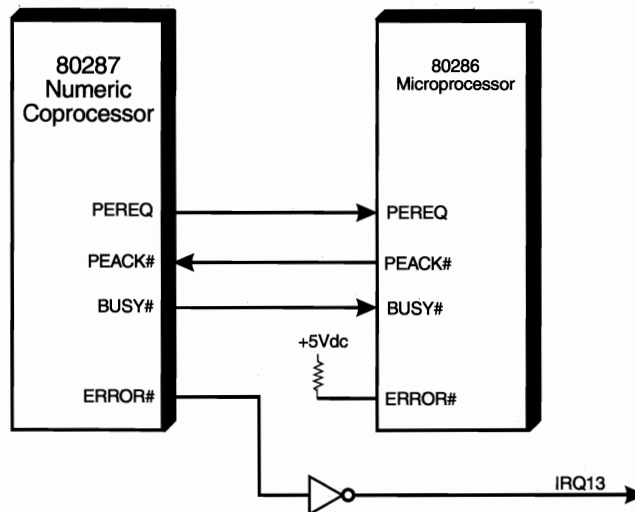 80287
Numeric
Coprocessor
80286
Microprocessor
PEREQ
PEREQ
PEACK#
PEACK#
BUSY#
BUSY#
+5Vdc
ERROR#
ERROR#
IRQ13